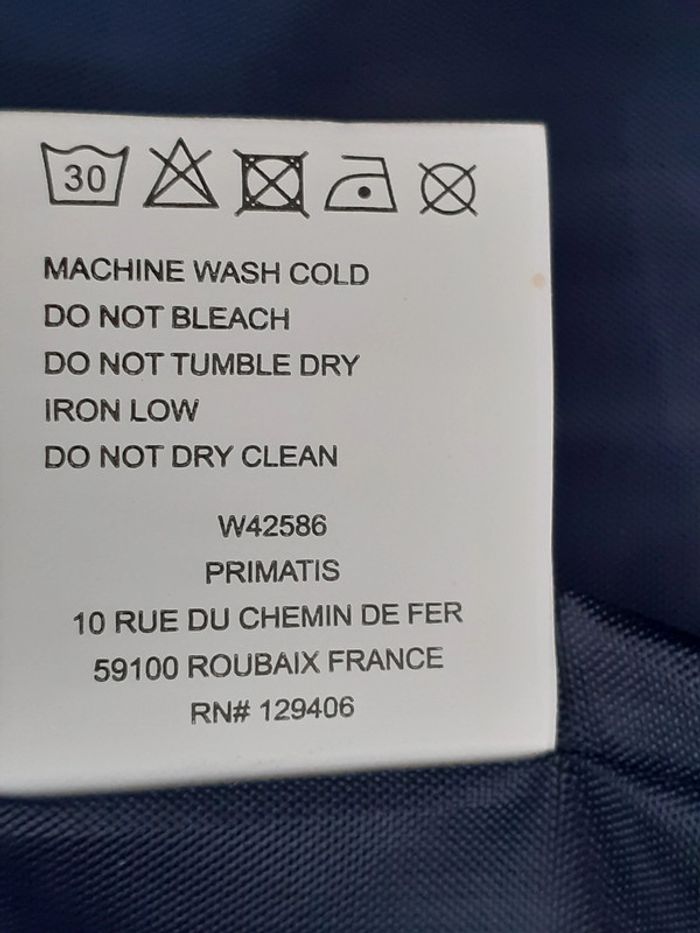 30
MACHINE WASH COLD
DO NOT BLEACH
DO NOT TUMBLE DRY
IRON LOW
DO NOT DRY CLEAN
W42586
PRIMATIS
10 RUE DU CHEMIN DE FER
59100 ROUBAIX FRANCE
RN# 129406